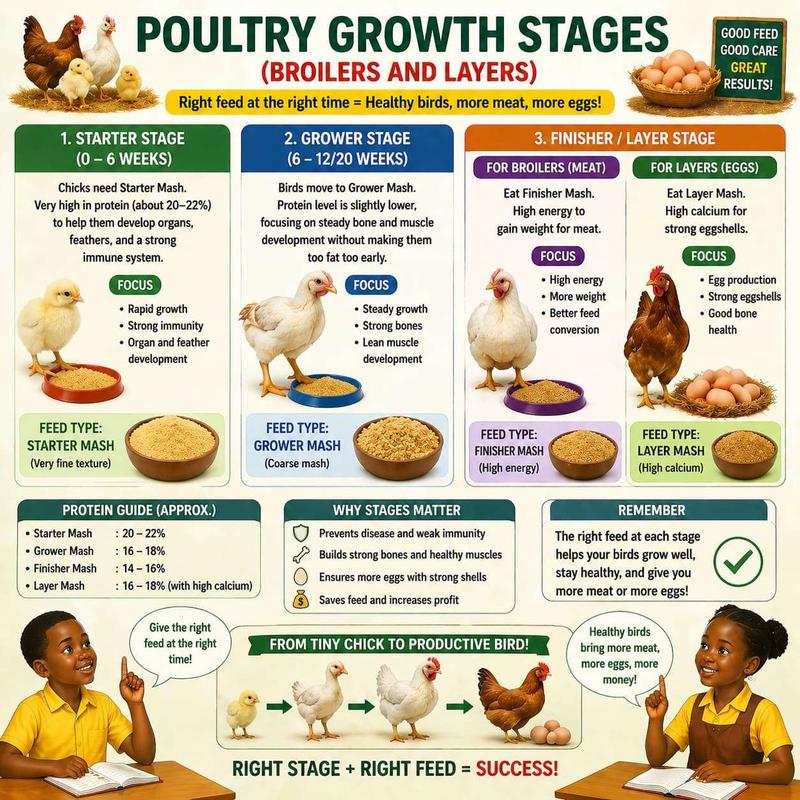 POULTRY GROWTH STAGES
(BROILERS AND LAYERS)
Right feed at the right time = Healthy birds, more meat, more eggs!
GOOD FEED
GOOD CARE
GREAT
RESULTS!
1. STARTER STAGE
(0 – 6 WEEKS)
Chicks need Starter Mash.
Very high in protein (about 20–22%)
to help them develop organs,
feathers, and a strong
immune system.
FOCUS
• Rapid growth
• Strong immunity
• Organ and feather
development
FEED TYPE:
STARTER MASH
(Very fine texture)
2. GROWER STAGE
(6 – 12/20 WEEKS)
Birds move to Grower Mash.
Protein level is slightly lower,
focusing on steady bone and muscle
development without making them
too fat too early.
FOCUS
• Steady growth
• Strong bones
• Lean muscle
development
FEED TYPE:
GROWER MASH
(Coarse mash)
3. FINISHER / LAYER STAGE
FOR BROILERS (MEAT)
Eat Finisher Mash.
High energy to
gain weight for meat.
FOCUS
• High energy
• More weight
• Better feed
conversion
FEED TYPE:
FINISHER MASH
(High energy)
FOR LAYERS (EGGS)
Eat Layer Mash.
High calcium for
strong eggshells.
FOCUS
• Egg production
• Strong eggshells
• Good bone
health
FEED TYPE:
LAYER MASH
(High calcium)
PROTEIN GUIDE (APPROX.)
• Starter Mash : 20 – 22%
• Grower Mash : 16 – 18%
• Finisher Mash : 14 – 16%
• Layer Mash : 16 – 18% (with high calcium)
WHY STAGES MATTER
Prevents disease and weak immunity
Builds strong bones and healthy muscles
Ensures more eggs with strong shells
$ Saves feed and increases profit
REMEMBER
The right feed at each stage
helps your birds grow well,
stay healthy, and give you
more meat or more eggs!
Give the right
feed at the right
time!
FROM TINY CHICK TO PRODUCTIVE BIRD!
Healthy birds
bring more meat,
more eggs, more
money!
RIGHT STAGE + RIGHT FEED = SUCCESS!